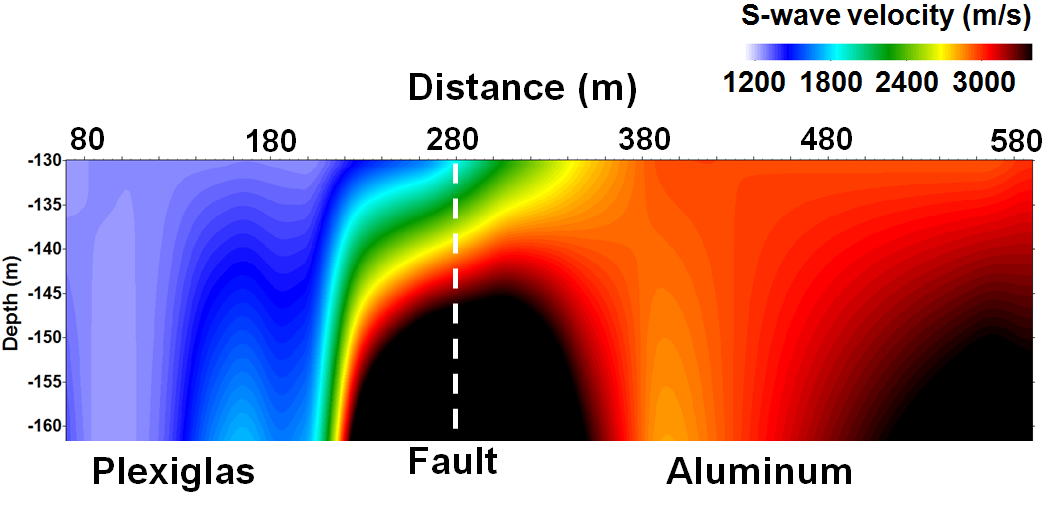 S-wave velocity (m/s)
1200 1800 2400 3000
Distance (m)
80 180 280 380 480 580
Depth (m)
-130
-135
-140
-145
-150
-155
-160
Plexiglas Fault Aluminum